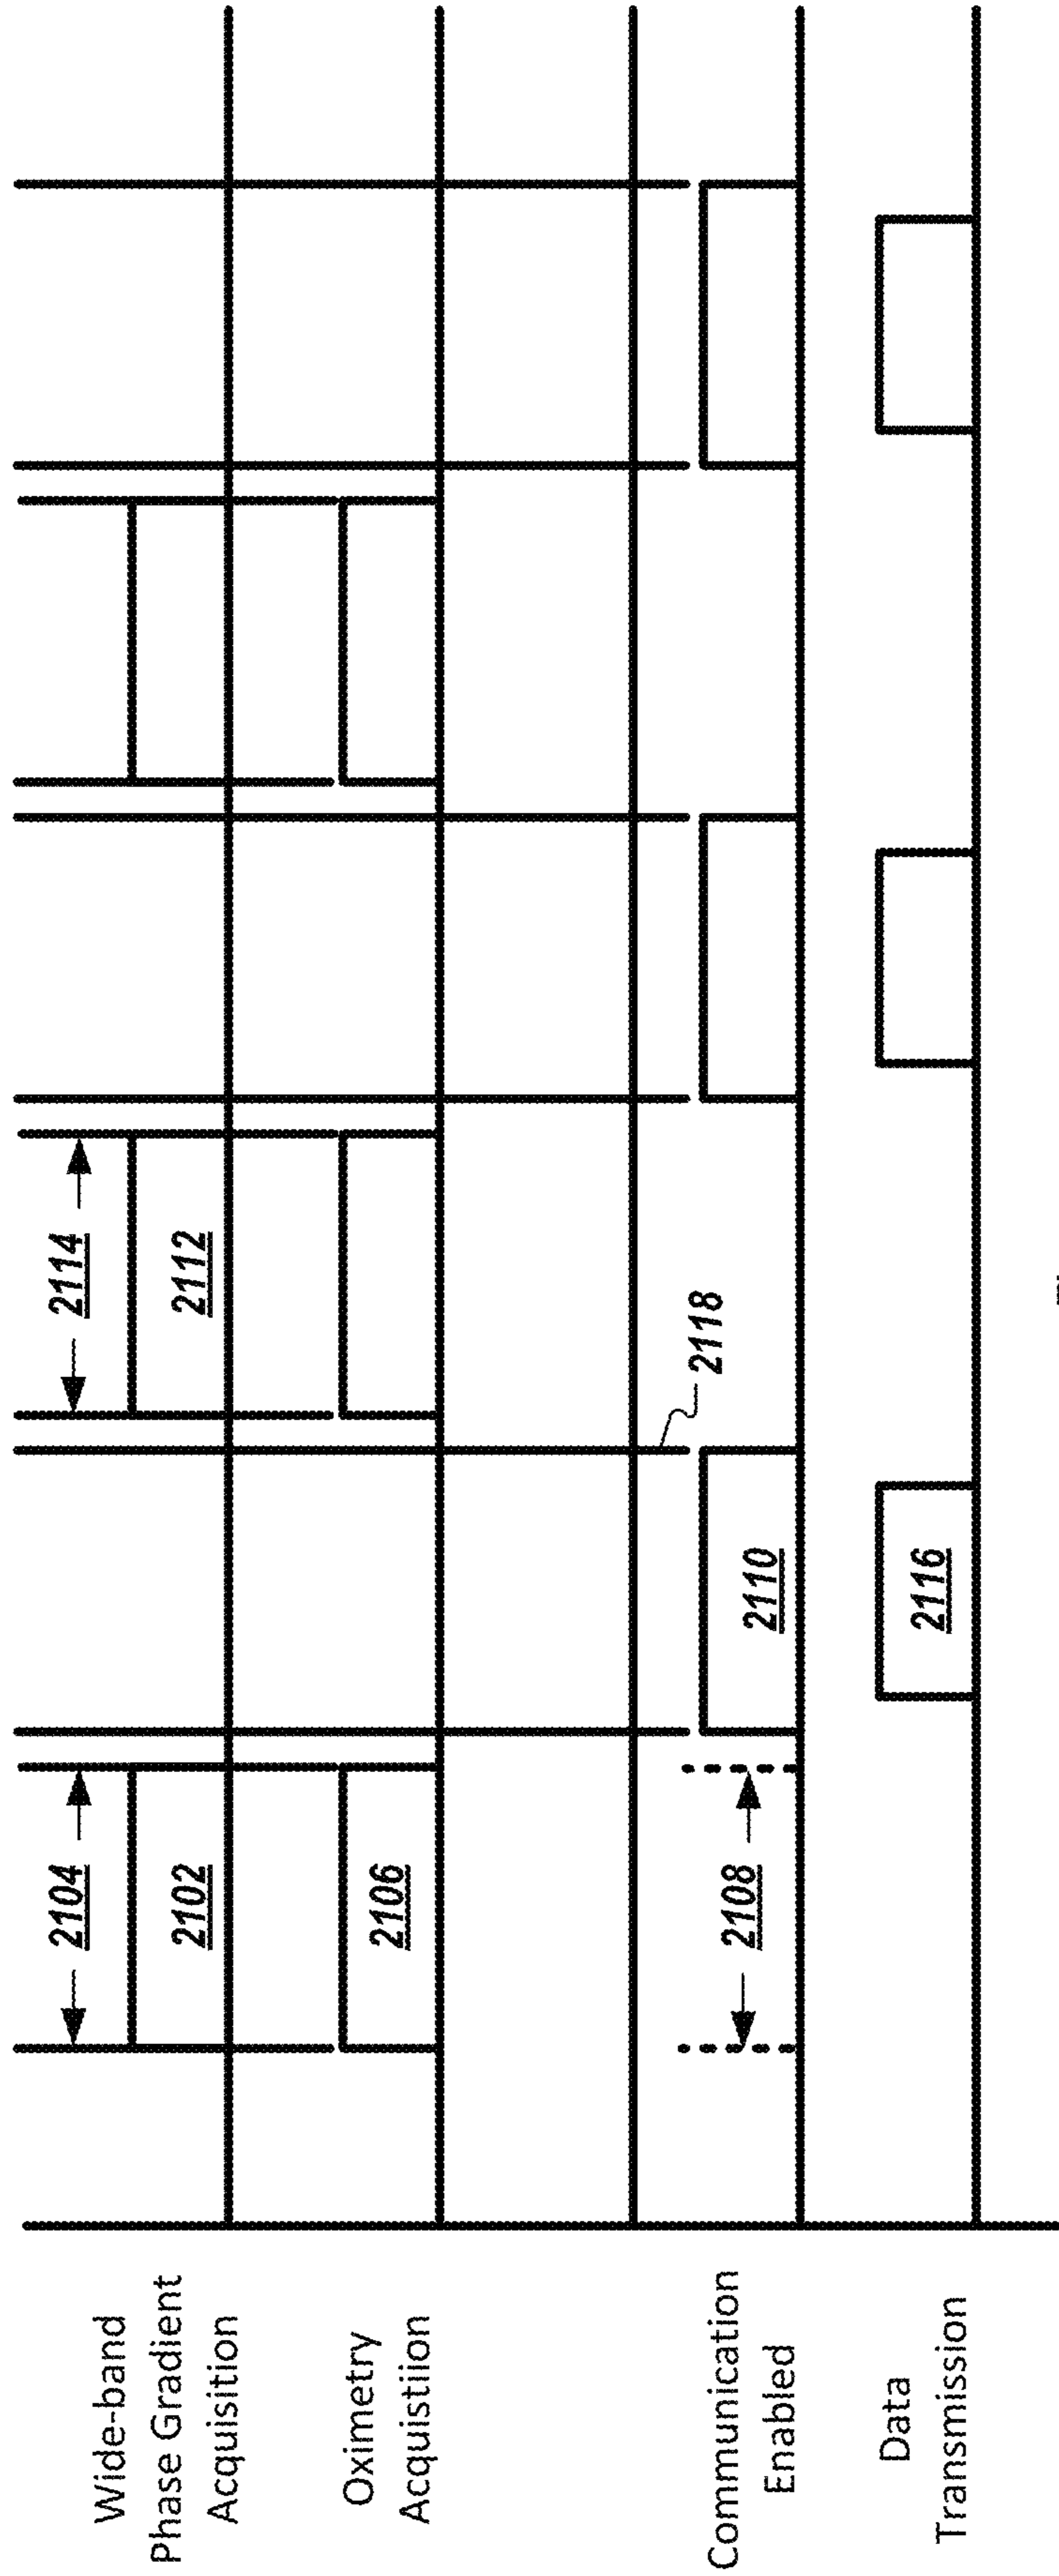 Wide-band
Phase Gradient
Acquisition
2104
2102
2114
2112
Oximetry
Acquistiion
2106
Communication
Enabled
2108
2110
2118
Data
Transmission
2116